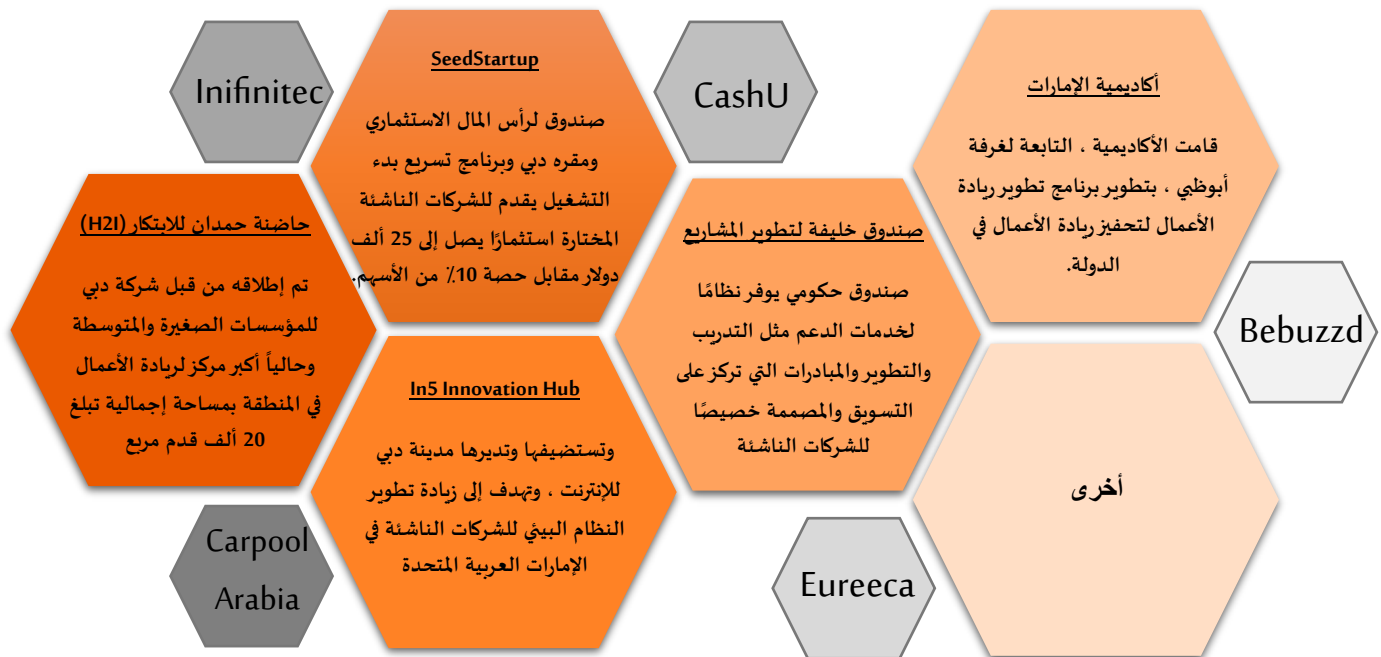 Inifinitec
SeedStartup
صندوق لرأس المال الاستثماري
ومقره دبي وبرنامج تسريع بدء
التشغيل يقدم للشركات الناشئة
المختارة استثمارًا يصل إلى 25 ألف
دولار مقابل حصة 10٪ من الأسهم.
CashU
أكاديمية الإمارات
قامت الأكاديمية ، التابعة لغرفة
أبوظبي ، بتطوير برنامج تطوير ريادة
الأعمال لتحفيز ريادة الأعمال في
الدولة.
حاضنة حمدان للابتكار (H2I)
تم إطلاقه من قبل شركة دبي
للمؤسسات الصغيرة والمتوسطة
وحالياً أكبر مركز لريادة الأعمال
في المنطقة بمساحة إجمالية تبلغ
20 ألف قدم مربع
صندوق خليفة لتطوير المشاريع
صندوق حكومي يوفر نظامًا
لخدمات الدعم مثل التدريب
والتطوير والمبادرات التي تركز على
التسويق والمصممة خصيصًا
للشركات الناشئة
Bebuzzd
In5 Innovation Hub
وتستضيفها وتديرها مدينة دبي
للإنترنت ، وتهدف إلى زيادة تطوير
النظام البيئي للشركات الناشئة في
الإمارات العربية المتحدة
أخرى
Carpool
Arabia
Eureeca